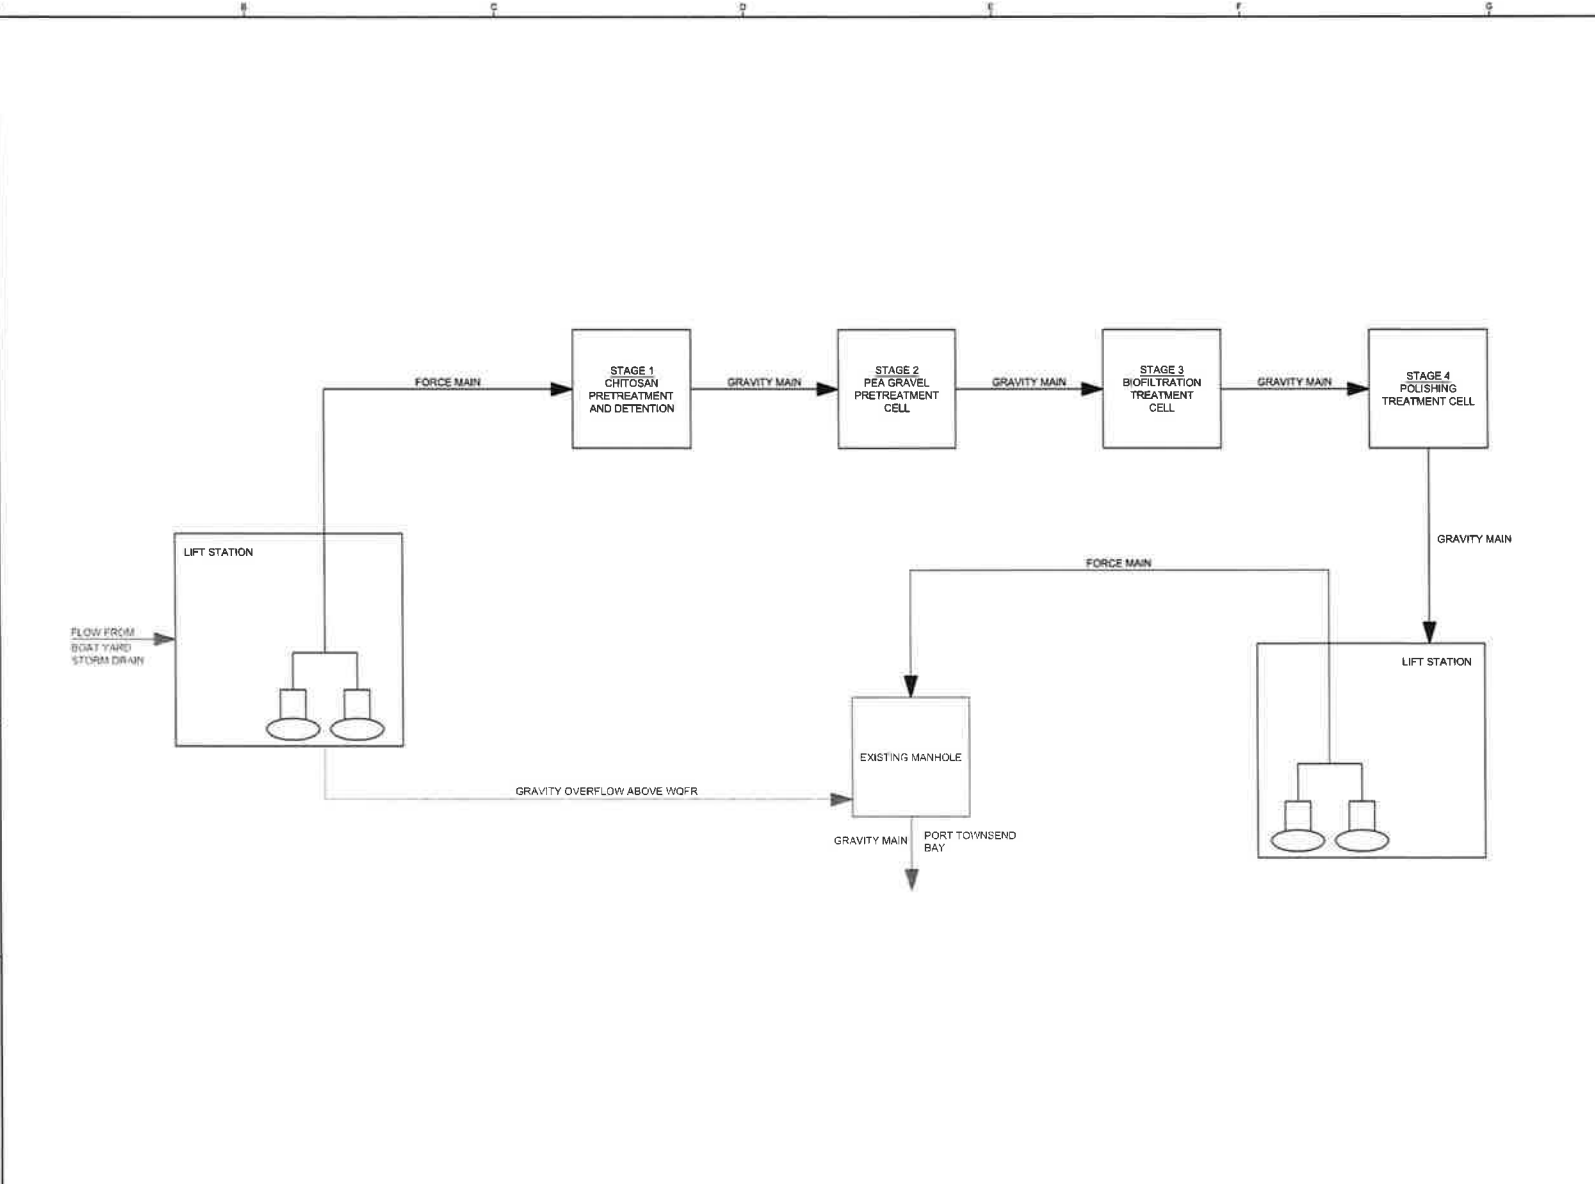 B C D E F G
STAGE 1
CHITOSAN
PRETREATMENT
AND DETENTION
STAGE 2
PEA GRAVEL
PRETREATMENT
CELL
STAGE 3
BIOFILTRATION
TREATMENT
CELL
STAGE 4
POLISHING
TREATMENT CELL
FORCE MAIN
GRAVITY MAIN
GRAVITY MAIN
GRAVITY MAIN
LIFT STATION
GRAVITY MAIN
FORCE MAIN
FLOW FROM
BOAT YARD
STORM DRAIN
LIFT STATION
EXISTING MANHOLE
GRAVITY OVERFLOW ABOVE WQFR
GRAVITY MAIN
PORT TOWNSEND
BAY